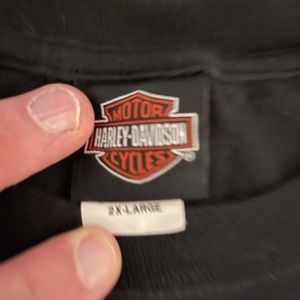 MOTOR
HARLEY-DAVIDSON
CYCLES
®
2X-LARGE